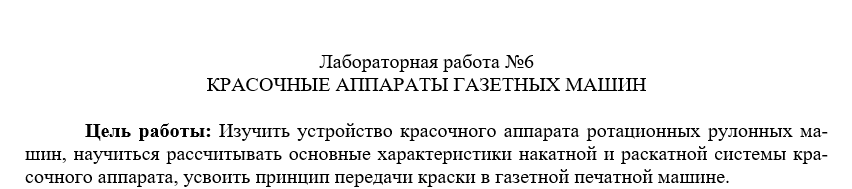 Лабораторная работа №6
КРАСОЧНЫЕ АППАРАТЫ ГАЗЕТНЫХ МАШИН
Цель работы: Изучить устройство красочного аппарата ротационных рулонных ма-
шин, научиться рассчитывать основные характеристики накатной и раскатной системы кра-
сочного аппарата, усвоить принцип передачи краски в газетной печатной машине.